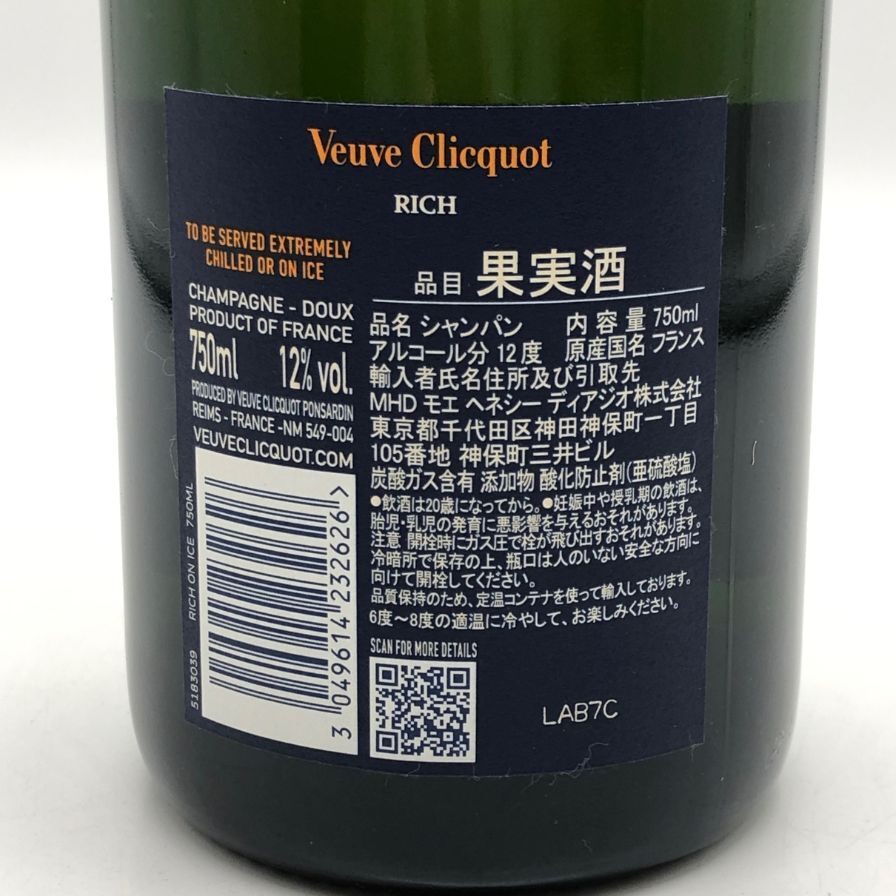 Veuve Clicquot
RICH
TO BE SERVED EXTREMELY
CHILLED OR ON ICE
CHAMPAGNE - DOUX
PRODUCT OF FRANCE
750ml 12% vol.
PRODUCED BY VEUVE CLICQUOT PONSARDIN
REIMS - FRANCE -NM 549-004
VEUVECLICQUOT.COM
5183039 RICH ON ICE 750ML
3 049614 232626 >
品目 果実酒
品名 シャンパン 内容量 750ml
アルコール分 12度 原産国名 フランス
輸入者氏名住所及び引取先
MHD モエ ヘネシー ディアジオ株式会社
東京都千代田区神田神保町一丁目
105番地 神保町三井ビル
炭酸ガス含有 添加物 酸化防止剤(亜硫酸塩)
●飲酒は20歳になってから。●妊娠中や授乳期の飲酒は、
胎児・乳児の発育に悪影響を与えるおそれがあります。
注意 開栓時にガス圧で栓が飛び出すおそれがあります。
冷暗所で保存の上、瓶口は人のいない安全な方向に
向けて開栓してください。
品質保持のため、定温コンテナを使って輸入しております。
6度〜8度の適温に冷やして、お楽しみください。
SCAN FOR MORE DETAILS
LAB7C